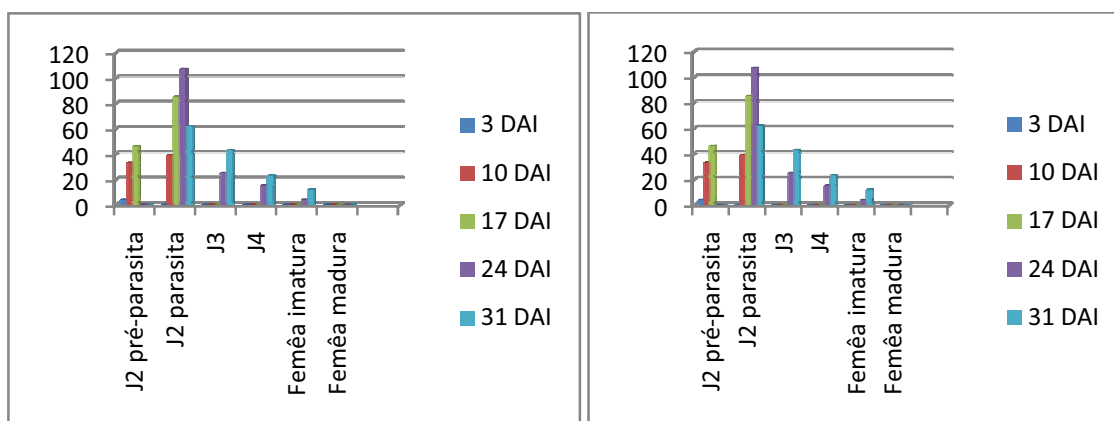 120
100
80
60
40
20
0
J2 pré-parasita
J2 parasita
J3
J4
Femêa imatura
Femêa madura
3 DAI
10 DAI
17 DAI
24 DAI
31 DAI
120
100
80
60
40
20
0
J2 pré-parasita
J2 parasita
J3
J4
Femêa imatura
Femêa madura
3 DAI
10 DAI
17 DAI
24 DAI
31 DAI